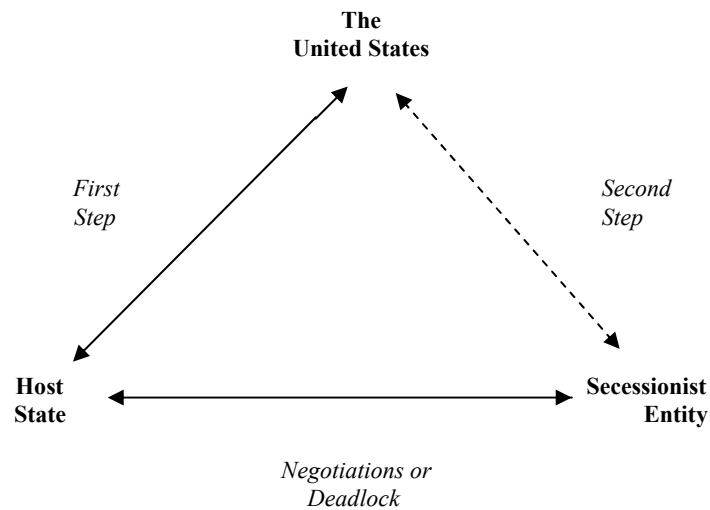 The
United States
First
Step
Second
Step
Host
State
Secessionist
Entity
Negotiations or
Deadlock